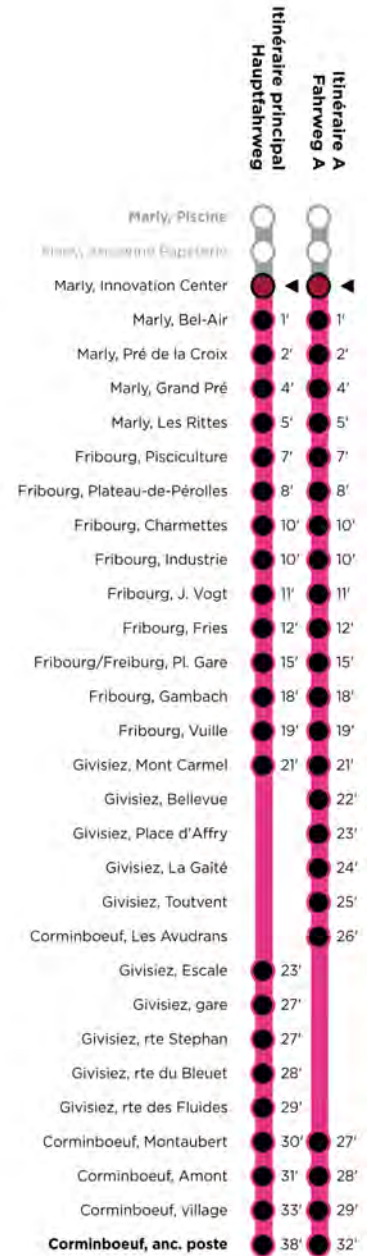 Itinéraire principal
Hauptfahrweg
Itinéraire A
Fahrweg A
Marly, Piscine
Marly, Ancienne Papeterie
Marly, Innovation Center
Marly, Bel-Air 1' 1'
Marly, Pré de la Croix 2' 2'
Marly, Grand Pré 4' 4'
Marly, Les Rittes 5' 5'
Fribourg, Pisciculture 7' 7'
Fribourg, Plateau-de-Pérolles 8' 8'
Fribourg, Charmettes 10' 10'
Fribourg, Industrie 10' 10'
Fribourg, J. Vogt 11' 11'
Fribourg, Fries 12' 12'
Fribourg/Freiburg, Pl. Gare 15' 15'
Fribourg, Gambach 18' 18'
Fribourg, Vuille 19' 19'
Givisiez, Mont Carmel 21' 21'
Givisiez, Bellevue 22'
Givisiez, Place d'Affry 23'
Givisiez, La Gaîté 24'
Givisiez, Toutvent 25'
Corminboeuf, Les Avudrans 26'
Givisiez, Escale 23'
Givisiez, gare 27'
Givisiez, rte Stephan 27'
Givisiez, rte du Bleuet 28'
Givisiez, rte des Fluides 29'
Corminboeuf, Montaubert 30' 27'
Corminboeuf, Amont 31' 28'
Corminboeuf, village 33' 29'
Corminboeuf, anc. poste 38' 32'